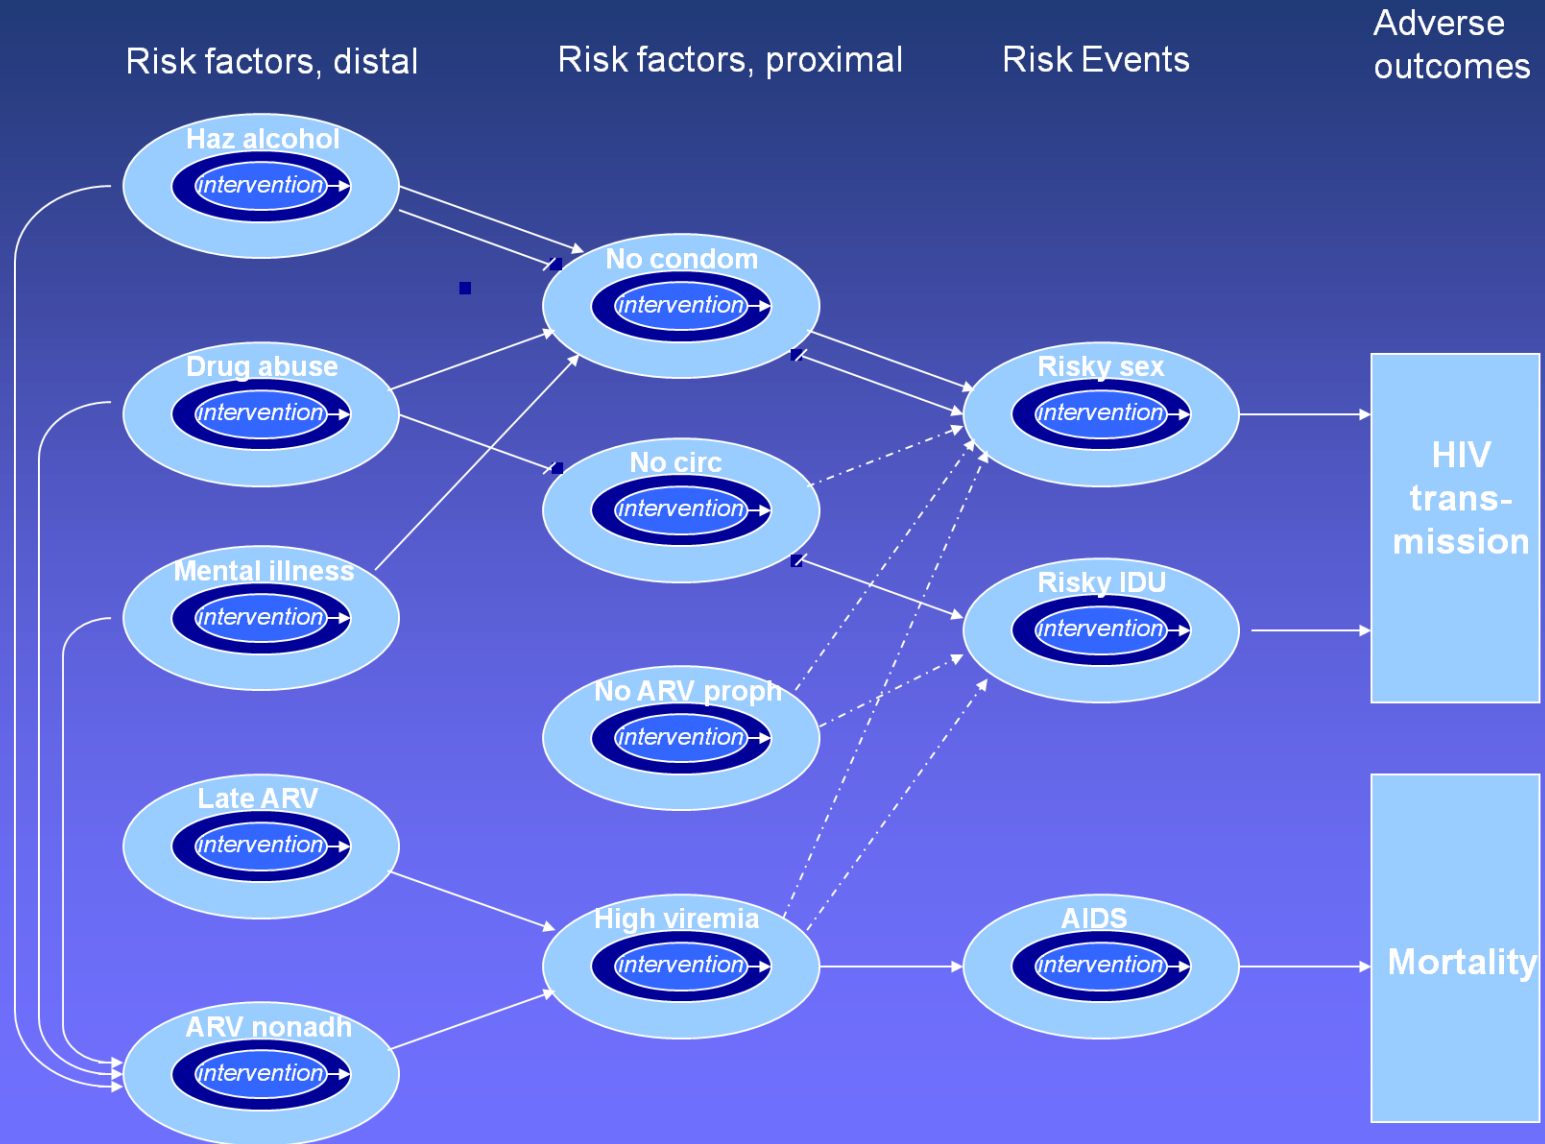 Risk factors, distal
Risk factors, proximal
Risk Events
Adverse
outcomes
Haz alcohol
intervention
Drug abuse
intervention
Mental illness
intervention
Late ARV
intervention
ARV nonadh
intervention
No condom
intervention
No circ
intervention
No ARV proph
intervention
High viremia
intervention
Risky sex
intervention
Risky IDU
intervention
AIDS
intervention
HIV
trans-
mission
Mortality